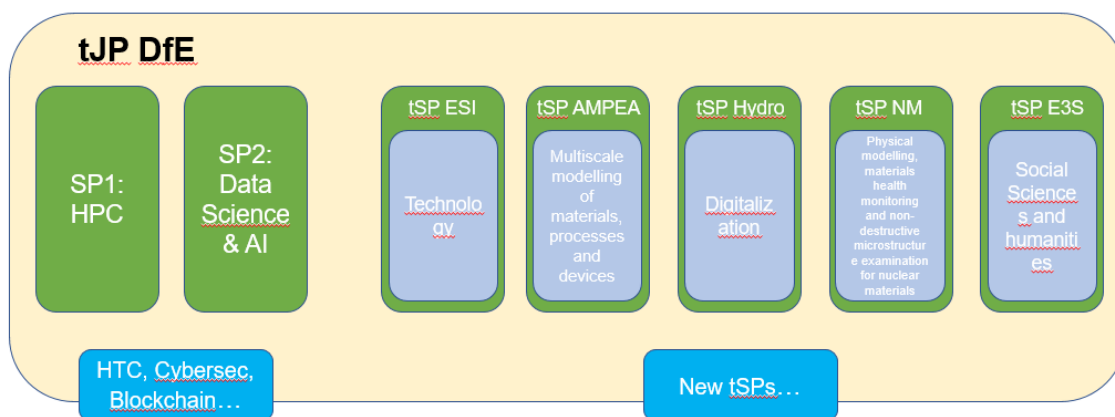 tJP DfE
SP1:
HPC
SP2:
Data
Science
& AI
tSP ESI
Technolo
gy
tSP AMPEA
Multiscale
modelling
of
materials,
processes
and
devices
tSP Hydro
Digitaliz
ation
tSP NM
Physical
modelling,
materials
health
monitoring
and non-
destructive
microstructur
e examination
for nuclear
materials
tSP E3S
Social
Science
s and
humaniti
es
HTC, Cybersec,
Blockchain…
New tSPs…